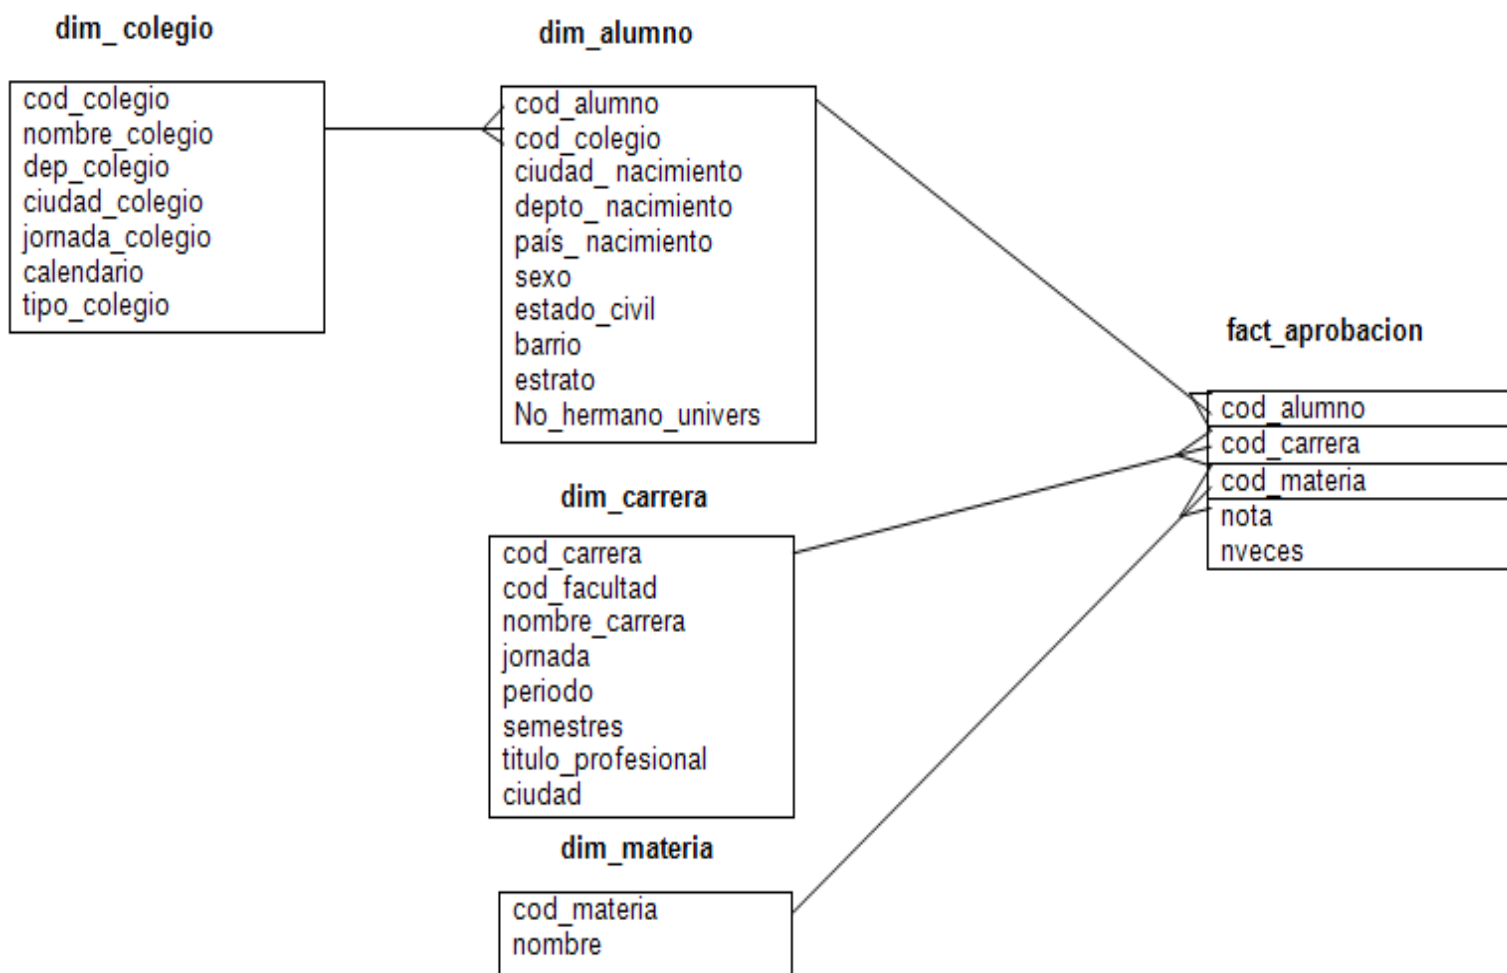 dim_ colegio
cod_colegio
nombre_colegio
dep_colegio
ciudad_colegio
jornada_colegio
calendario
tipo_colegio
dim_alumno
cod_alumno
cod_colegio
ciudad_ nacimiento
depto_ nacimiento
país_ nacimiento
sexo
estado_civil
barrio
estrato
No_hermano_univers
dim_carrera
cod_carrera
cod_facultad
nombre_carrera
jornada
periodo
semestres
titulo_profesional
ciudad
dim_materia
cod_materia
nombre
fact_aprobacion
cod_alumno
cod_carrera
cod_materia
nota
nveces